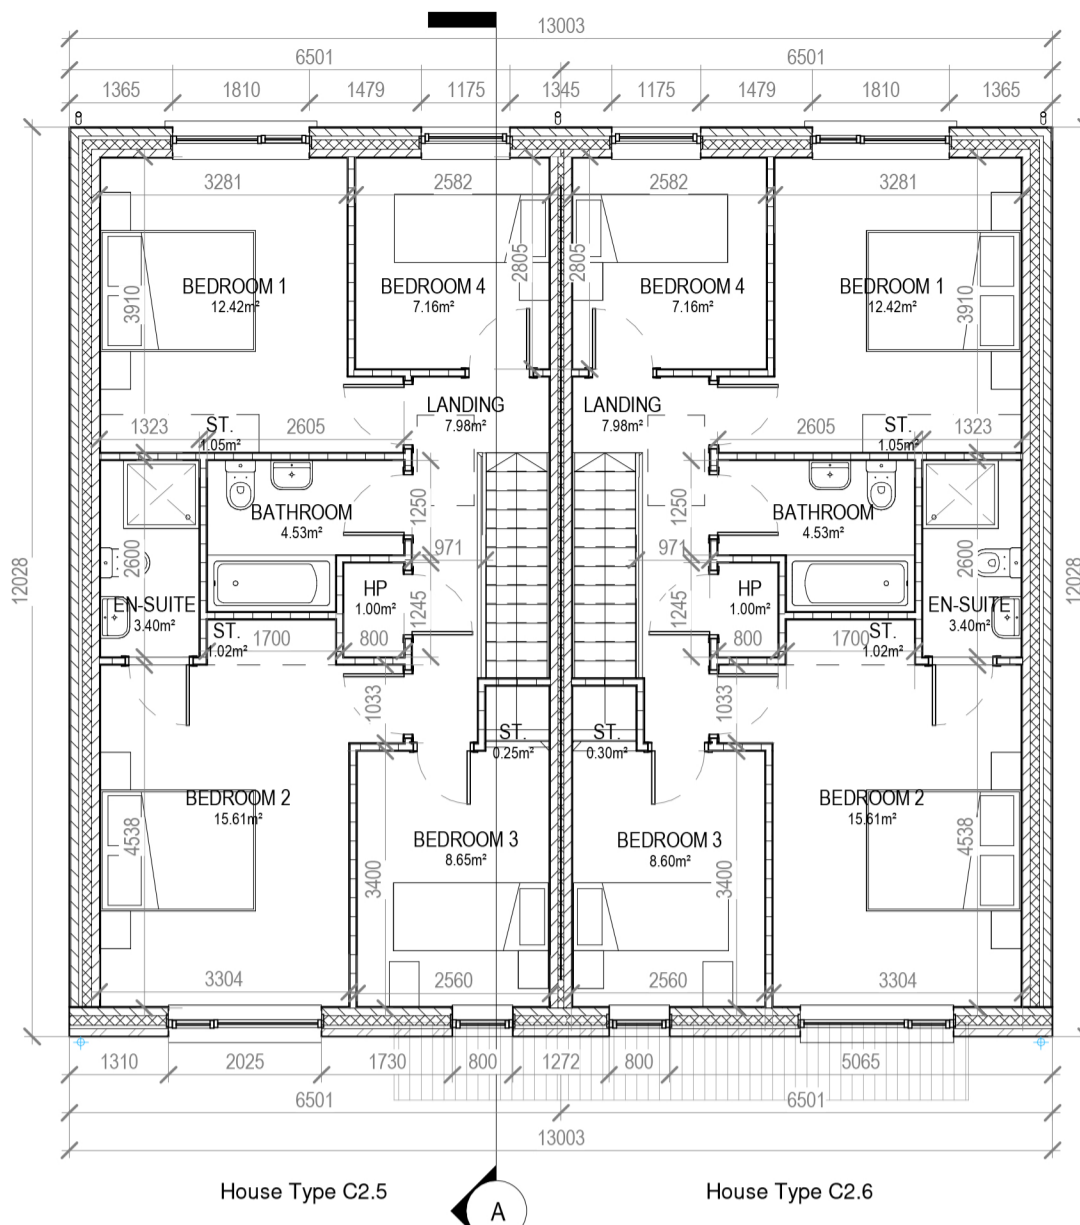 13003
6501 6501
1365 1810 1479 1175 1345 1175 1479 1810 1365
3281 2582 2582 3281
2805 2805
BEDROOM 1 BEDROOM 4 BEDROOM 4 BEDROOM 1
12.42m² 7.16m² 7.16m² 12.42m²
3910 3910
LANDING LANDING
7.98m² 7.98m²
ST. ST.
1323 2605 2605 1323
1.05m² 1.05m²
BATHROOM BATHROOM
4.53m² 4.53m²
1250 1250
971 971
2600 2600
12028 12028
HP HP
1.00m² 1.00m²
EN-SUITE EN-SUITE
3.40m² 3.40m²
1245 1245
ST. ST.
1700 800 800 1700
1.02m² 1.02m²
1033 1033
ST. ST.
0.25m² 0.30m²
BEDROOM 2 BEDROOM 2
15.61m² 15.61m²
4538 4538
BEDROOM 3 BEDROOM 3
8.65m² 8.60m²
3400 3400
3304 2560 2560 3304
1310 2025 1730 800 1272 800 5065
6501 6501
13003
House Type C2.5 House Type C2.6
A